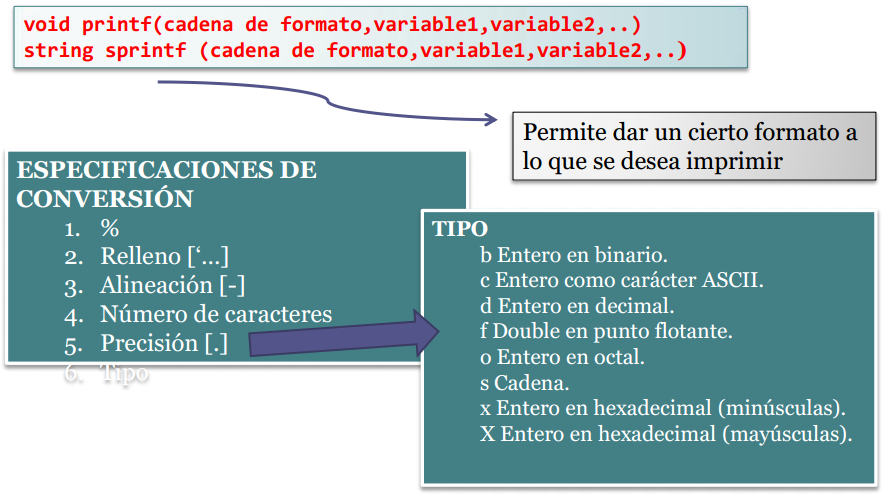 void printf(cadena de formato,variable1,variable2,..)
string sprintf (cadena de formato,variable1,variable2,..)
Permite dar un cierto formato a
lo que se desea imprimir
ESPECIFICACIONES DE
CONVERSIÓN
1. %
2. Relleno [‘…]
3. Alineación [-]
4. Número de caracteres
5. Precisión [.]
6. Tipo
TIPO
b Entero en binario.
c Entero como carácter ASCII.
d Entero en decimal.
f Double en punto flotante.
o Entero en octal.
s Cadena.
x Entero en hexadecimal (minúsculas).
X Entero en hexadecimal (mayúsculas).